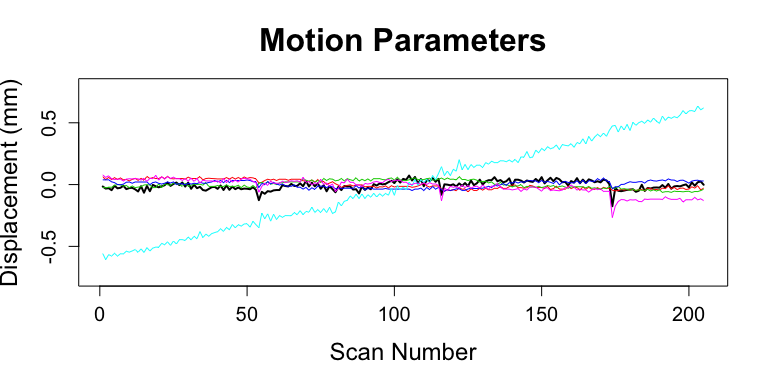 Motion Parameters
Displacement (mm)
0.5
0.0
-0.5
0 50 100 150 200
Scan Number